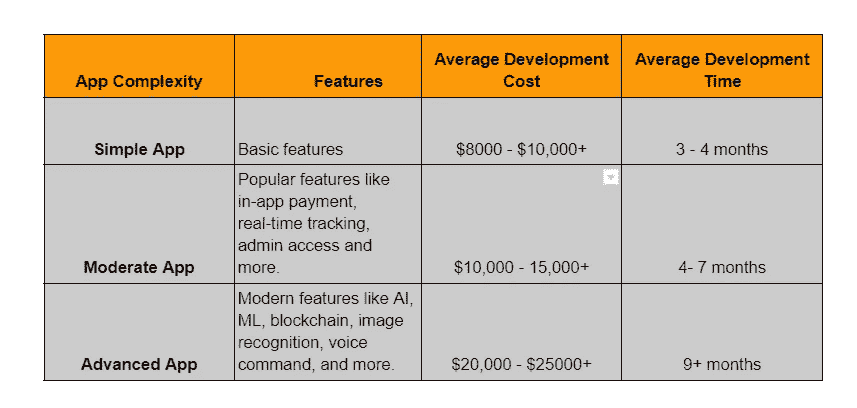 App Complexity
Features
Average Development
Cost
Average Development
Time
Simple App
Basic features
$8000 - $10,000+
3 - 4 months
Moderate App
Popular features like
in-app payment,
real-time tracking,
admin access and
more.
$10,000 - 15,000+
4- 7 months
Advanced App
Modern features like AI,
ML, blockchain, image
recognition, voice
command, and more.
$20,000 - $25000+
9+ months